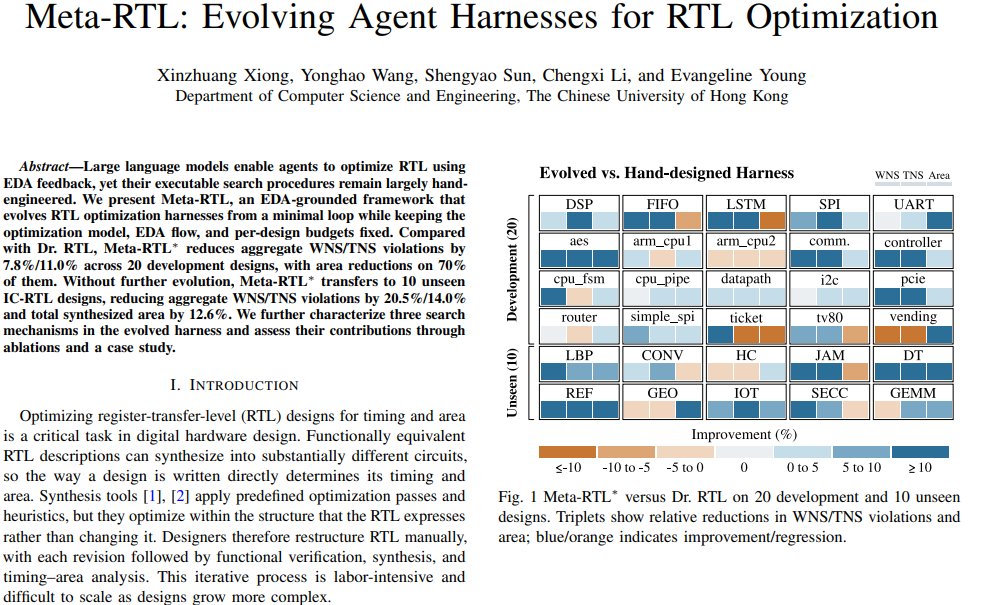 Meta-RTL: Evolving Agent Harnesses for RTL Optimization
Xinzhuang Xiong, Yonghao Wang, Shengyao Sun, Chengxi Li, and Evangeline Young
Department of Computer Science and Engineering, The Chinese University of Hong Kong
Abstract—Large language models enable agents to optimize RTL using
EDA feedback, yet their executable search procedures remain largely hand-
engineered. We present Meta-RTL, an EDA-grounded framework that
evolves RTL optimization harnesses from a minimal loop while keeping the
optimization model, EDA flow, and per-design budgets fixed. Compared
with Dr. RTL, Meta-RTL* reduces aggregate WNS/TNS violations by
7.8%/11.0% across 20 development designs, with area reductions on 70%
of them. Without further evolution, Meta-RTL* transfers to 10 unseen
IC-RTL designs, reducing aggregate WNS/TNS violations by 20.5%/14.0%
and total synthesized area by 12.6%. We further characterize three search
mechanisms in the evolved harness and assess their contributions through
ablations and a case study.
I. INTRODUCTION
Optimizing register-transfer-level (RTL) designs for timing and area
is a critical task in digital hardware design. Functionally equivalent
RTL descriptions can synthesize into substantially different circuits,
so the way a design is written directly determines its timing and
area. Synthesis tools [1], [2] apply predefined optimization passes and
heuristics, but they optimize within the structure that the RTL expresses
rather than changing it. Designers therefore restructure RTL manually,
with each revision followed by functional verification, synthesis, and
timing–area analysis. This iterative process is labor-intensive and
difficult to scale as designs grow more complex.
Evolved vs. Hand-designed Harness
WNS TNS Area
Development (20)
DSP FIFO LSTM SPI UART
aes arm_cpu1 arm_cpu2 comm. controller
cpu_fsm cpu_pipe datapath i2c pcie
router simple_spi ticket tv80 vending
Unseen (10)
LBP CONV HC JAM DT
REF GEO IOT SECC GEMM
Improvement (%)
≤-10 -10 to -5 -5 to 0 0 0 to 5 5 to 10 ≥ 10
Fig. 1 Meta-RTL* versus Dr. RTL on 20 development and 10 unseen
designs. Triplets show relative reductions in WNS/TNS violations and
area; blue/orange indicates improvement/regression.